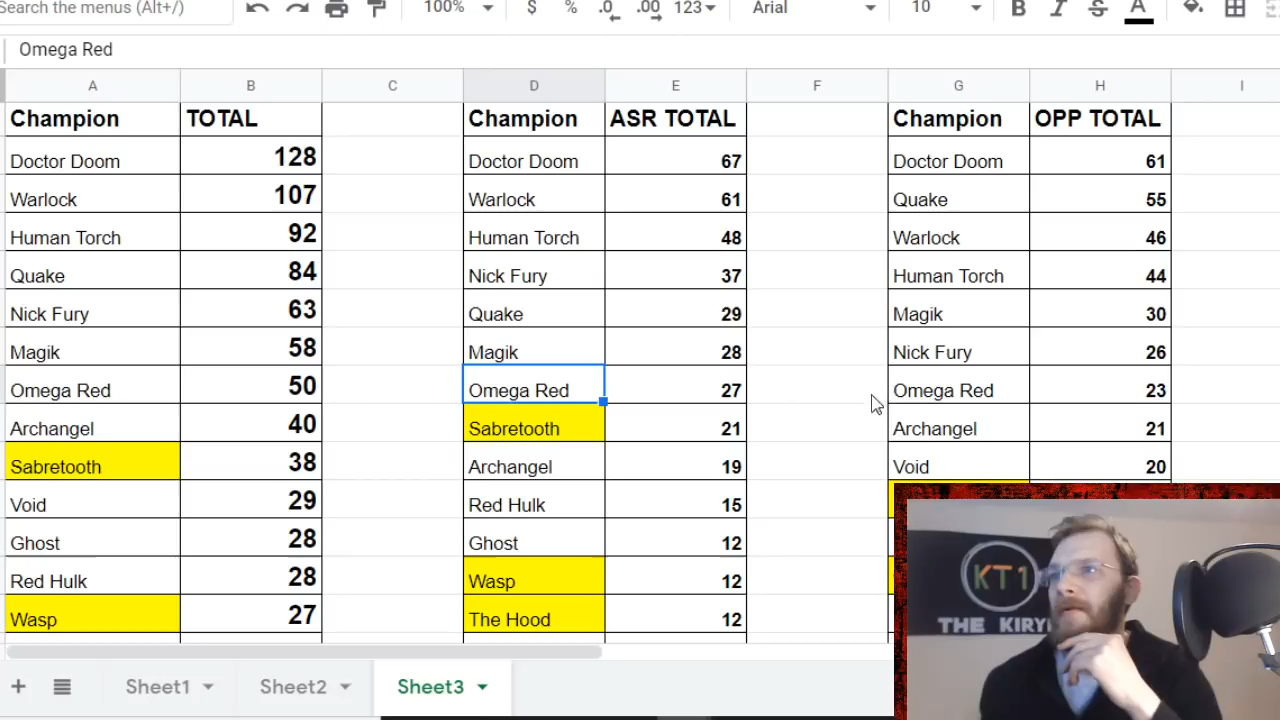 Search the menus (Alt+/) 100% $ % .0 .00 123 Arial 10 B I S A
Omega Red
A B C D E F G H I
Champion TOTAL Champion ASR TOTAL Champion OPP TOTAL
Doctor Doom 128 Doctor Doom 67 Doctor Doom 61
Warlock 107 Warlock 61 Quake 55
Human Torch 92 Human Torch 48 Warlock 46
Quake 84 Nick Fury 37 Human Torch 44
Nick Fury 63 Quake 29 Magik 30
Magik 58 Magik 28 Nick Fury 26
Omega Red 50 Omega Red 27 Omega Red 23
Archangel 40 Sabretooth 21 Archangel 21
Sabretooth 38 Archangel 19 Void 20
Void 29 Red Hulk 15
Ghost 28 Ghost 12
Red Hulk 28 Wasp 12
Wasp 27 The Hood 12
KT1
THE KIRY
+ Sheet1 Sheet2 Sheet3